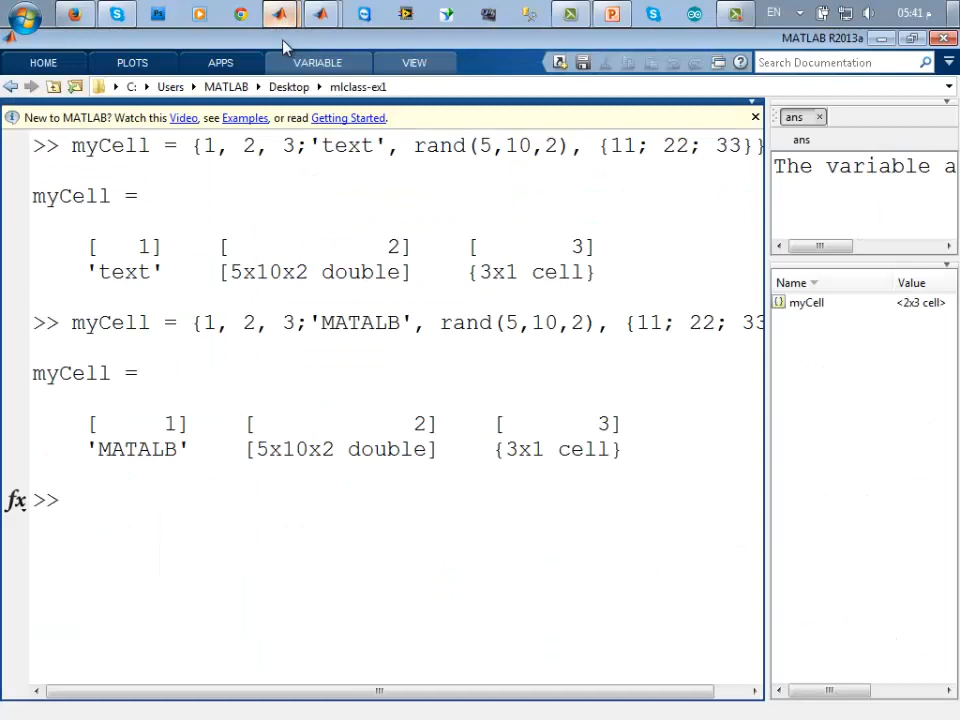 EN
05:41 م
MATLAB R2013a
HOME
PLOTS
APPS
VARIABLE
VIEW
Search Documentation
C:
Users
MATLAB
Desktop
mlclass-ex1
New to MATLAB? Watch this Video, see Examples, or read Getting Started.
>> myCell = {1, 2, 3;'text', rand(5,10,2), {11; 22; 33}}
myCell =
[ 1] [ 2] [ 3]
'text' [5x10x2 double] {3x1 cell}
>> myCell = {1, 2, 3;'MATALB', rand(5,10,2), {11; 22; 33
myCell =
[ 1] [ 2] [ 3]
'MATALB' [5x10x2 double] {3x1 cell}
fx >>
ans
ans
The variable a
Name Value
myCell <2x3 cell>